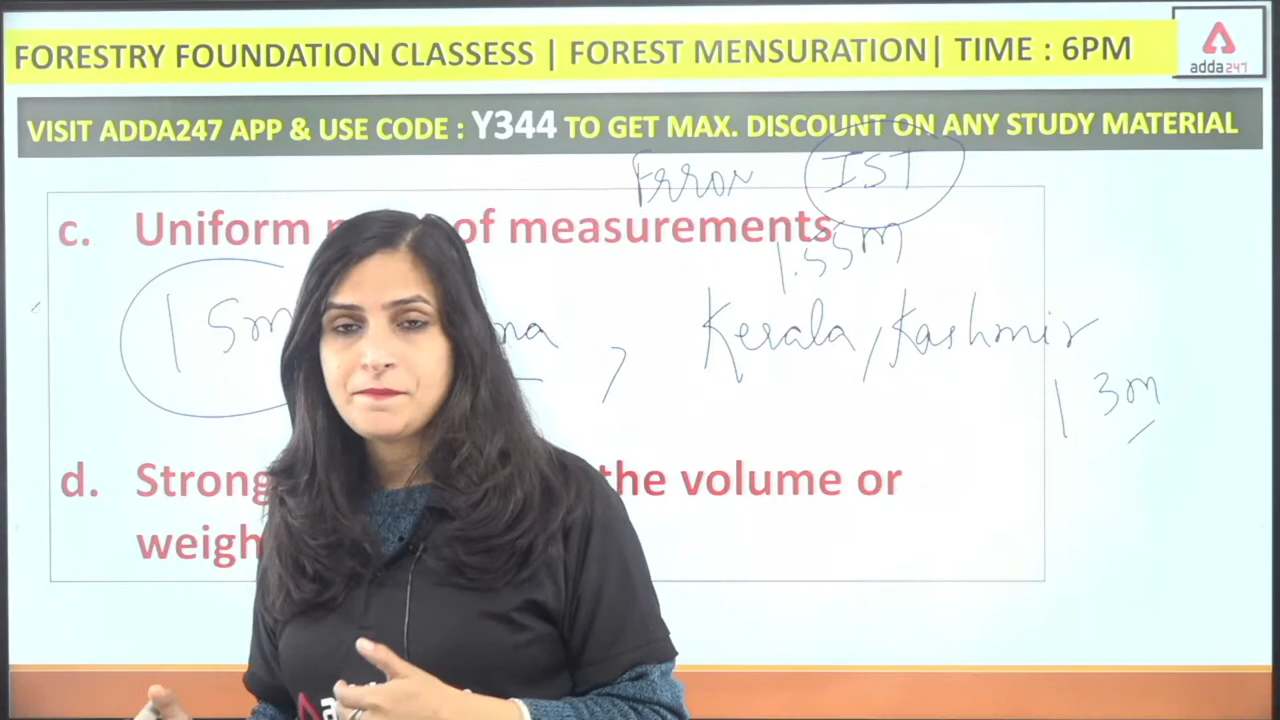 FORESTRY FOUNDATION CLASSESS | FOREST MENSURATION| TIME : 6PM
adda247
VISIT ADDA247 APP & USE CODE : Y344 TO GET MAX. DISCOUNT ON ANY STUDY MATERIAL
Error IST
c. Uniform of measurements
1.55m
1 5m , Kerala / Kashmir
1 3m
d. Strong the volume or
weigh